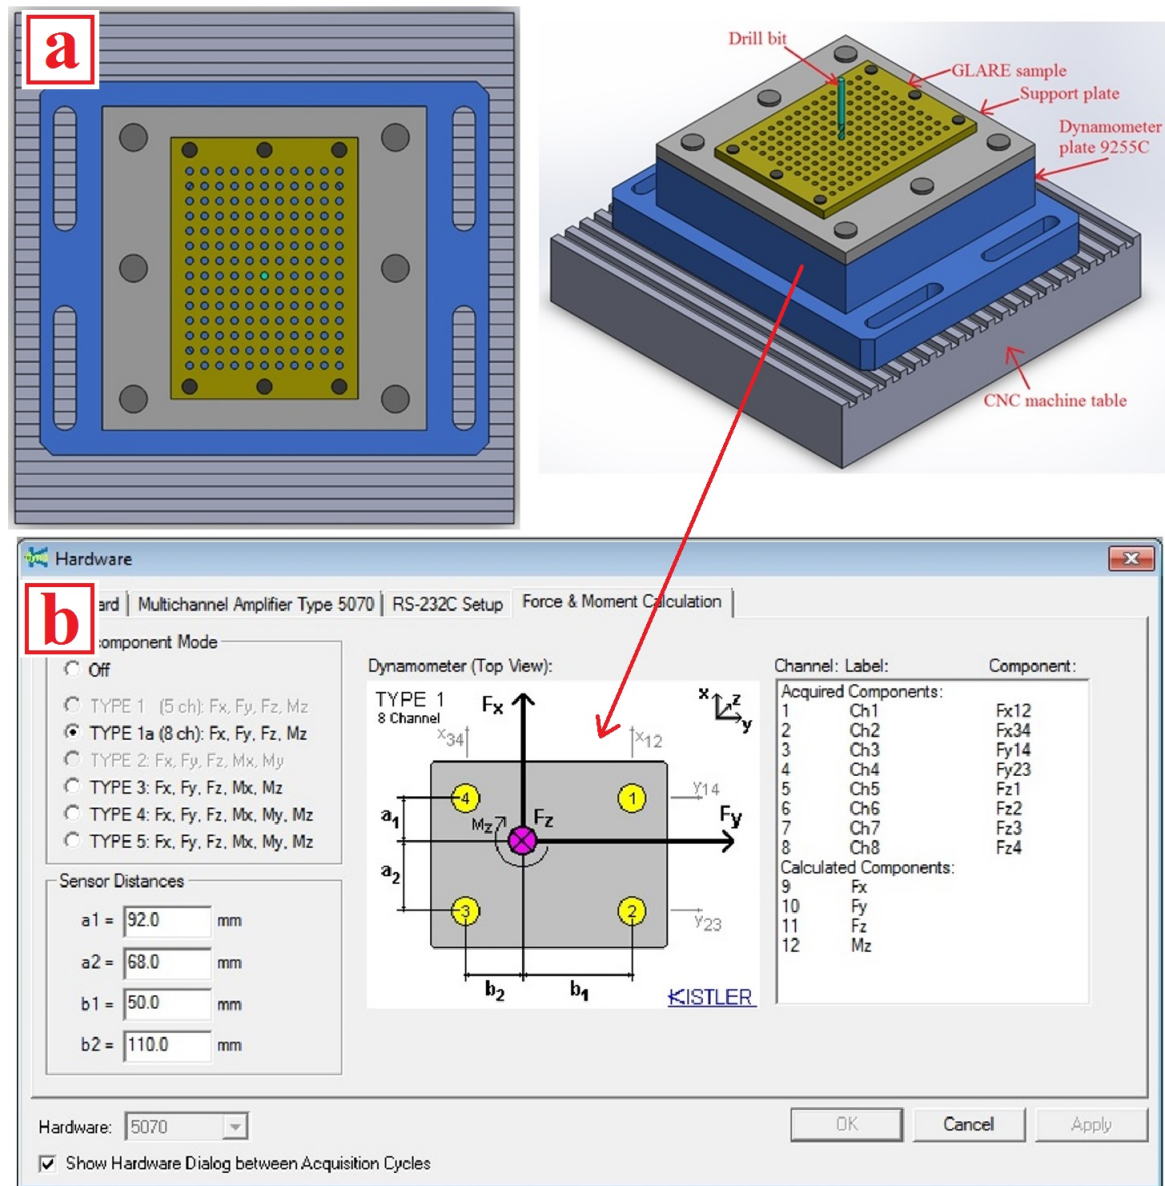 a
Drill bit
GLARE sample
Support plate
Dynamometer
plate 9255C
CNC machine table
Hardware
b
ard
Multichannel Amplifier Type 5070
RS-232C Setup
Force & Moment Calculation
component Mode
Off
TYPE 1 (5 ch): Fx, Fy, Fz, Mz
TYPE 1a (8 ch): Fx, Fy, Fz, Mz
TYPE 2: Fx, Fy, Fz, Mx, My
TYPE 3: Fx, Fy, Fz, Mx, Mz
TYPE 4: Fx, Fy, Fz, Mx, My, Mz
TYPE 5: Fx, Fy, Fz, Mx, My, Mz
Sensor Distances
a1 = 92.0 mm
a2 = 68.0 mm
b1 = 50.0 mm
b2 = 110.0 mm
Dynamometer (Top View):
TYPE 1
8 Channel
Fx
x z
y
x34
x12
4
1
y14
a1
Mz
Fz
Fy
a2
3
2
y23
b2
b1
KISTLER
Channel: Label: Component:
Acquired Components:
1 Ch1 Fx12
2 Ch2 Fx34
3 Ch3 Fy14
4 Ch4 Fy23
5 Ch5 Fz1
6 Ch6 Fz2
7 Ch7 Fz3
8 Ch8 Fz4
Calculated Components:
9 Fx
10 Fy
11 Fz
12 Mz
Hardware: 5070
OK
Cancel
Apply
Show Hardware Dialog between Acquisition Cycles